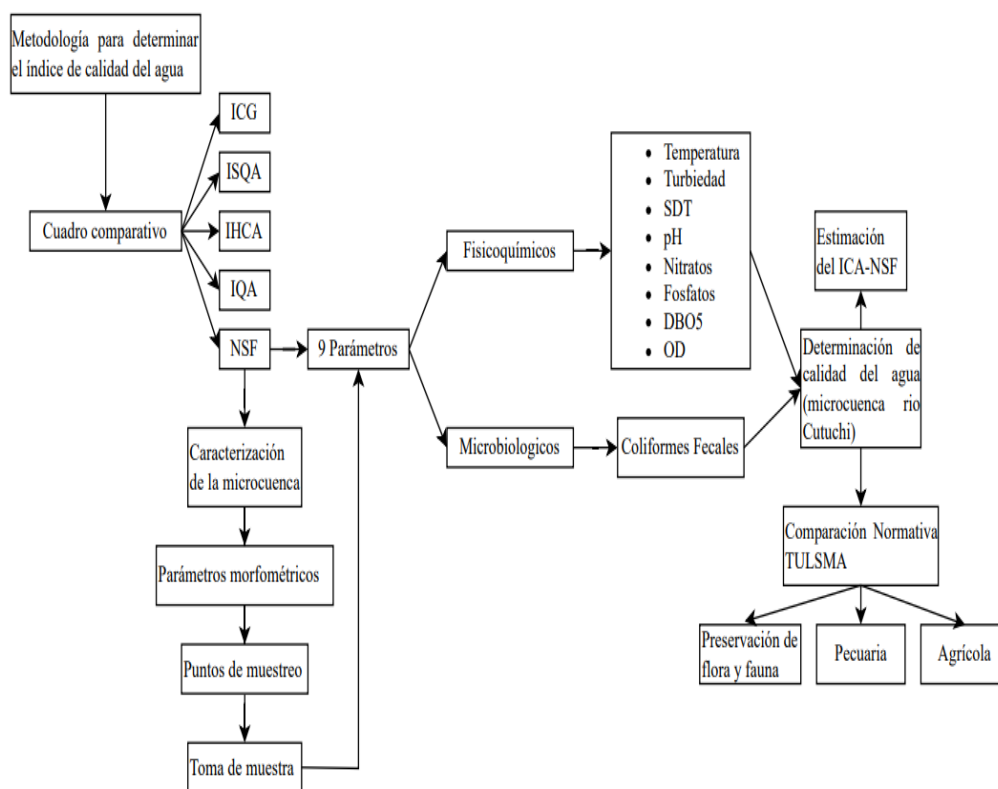 Metodología para determinar
el índice de calidad del agua
Cuadro comparativo
ICG
ISQA
IHCA
IQA
NSF
Caracterización
de la microcuenca
Parámetros morfométricos
Puntos de muestreo
Toma de muestra
9 Parámetros
Fisicoquímicos
Microbiologicos
• Temperatura
• Turbiedad
• SDT
• pH
• Nitratos
• Fosfatos
• DBO5
• OD
Coliformes Fecales
Estimación
del ICA-NSF
Determinación de
calidad del agua
(microcuenca rio
Cutuchi)
Comparación Normativa
TULSMA
Preservación de
flora y fauna
Pecuaria
Agrícola